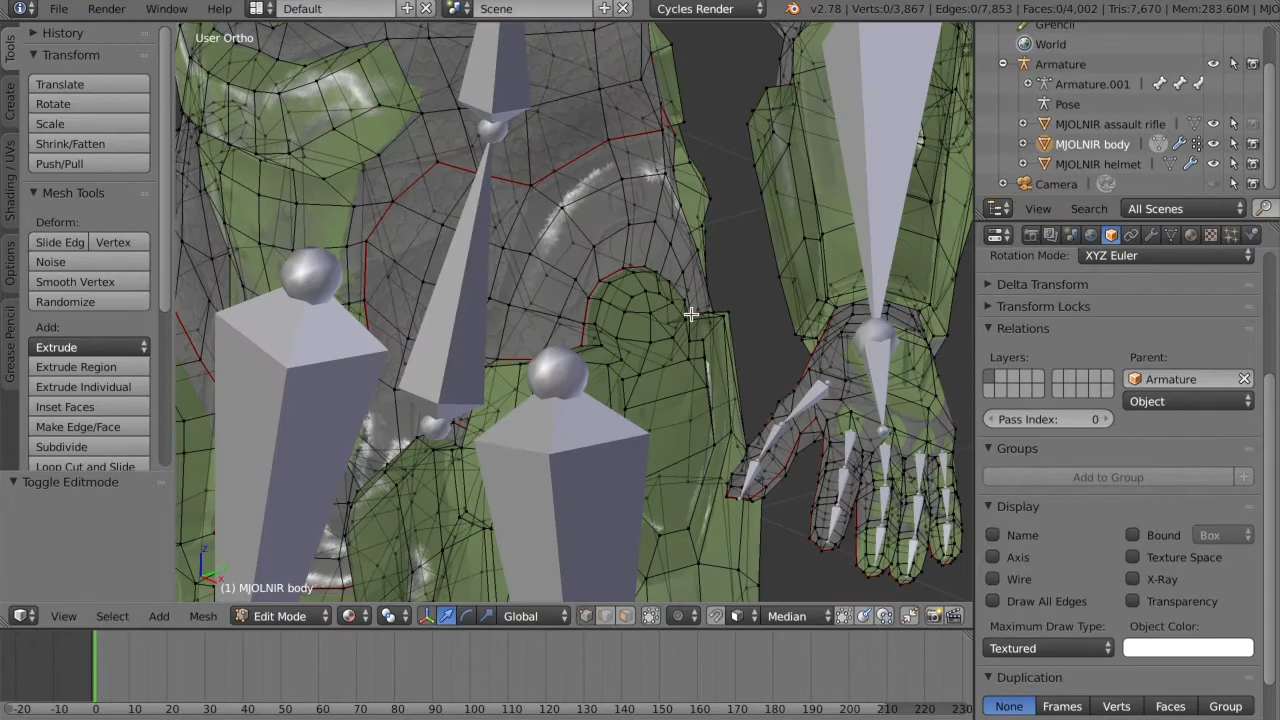 File Render Window Help Default Scene Cycles Render v2.78 | Verts:0/3,867 | Edges:0/7,853 | Faces:0/4,002 | Tris:7,670 | Mem:283.60M | MJO
Tools
Create
Shading / UVs
Options
Grease Pencil
History
Transform
Translate
Rotate
Scale
Shrink/Fatten
Push/Pull
Mesh Tools
Deform:
Slide Edg Vertex
Noise
Smooth Vertex
Randomize
Add:
Extrude
Extrude Region
Extrude Individual
Inset Faces
Make Edge/Face
Subdivide
Loop Cut and Slide
Toggle Editmode
User Ortho
z
y
x
(1) MJOLNIR body
View Select Add Mesh Edit Mode Global Median
-20 -10 0 10 20 30 40 50 60 70 80 90 100 110 120 130 140 150 160 170 180 190 200 210 220 230
GPencil
World
Armature
Armature.001
Pose
MJOLNIR assault rifle
MJOLNIR body
MJOLNIR helmet
Camera
View Search All Scenes
Rotation Mode: XYZ Euler
Delta Transform
Transform Locks
Relations
Layers: Parent:
Armature
Object
Pass Index: 0
Groups
Add to Group
Display
Name Bound Box
Axis Texture Space
Wire X-Ray
Draw All Edges Transparency
Maximum Draw Type: Object Color:
Textured
Duplication
None Frames Verts Faces Group